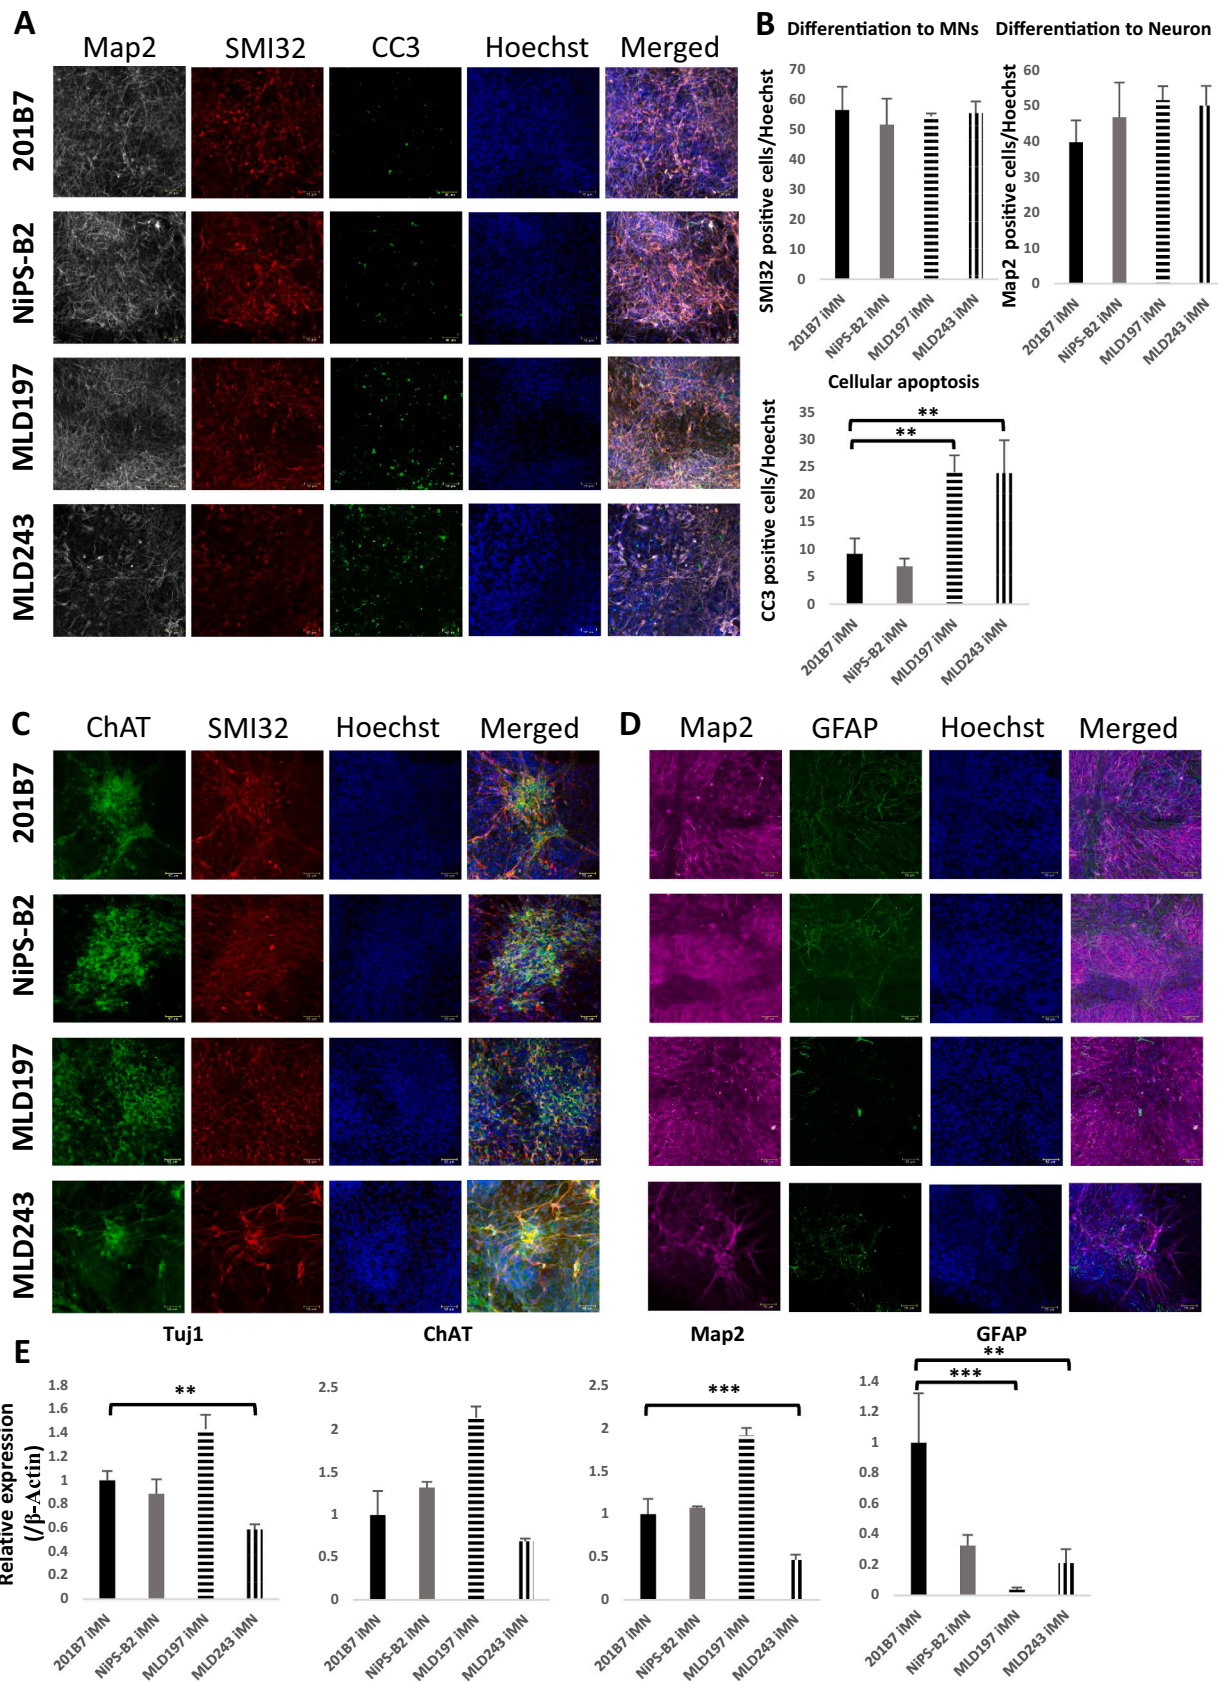 A
Map2 SMI32 CC3 Hoechst Merged
201B7
NiPS-B2
MLD197
MLD243
B
Differentiation to MNs
SMI32 positive cells/Hoechst
70
60
50
40
30
20
10
0
201B7 iMN
NiPS-B2 iMN
MLD197 iMN
MLD243 iMN
Differentiation to Neuron
Map2 positive cells/Hoechst
60
50
40
30
20
10
0
201B7 iMN
NiPS-B2 iMN
MLD197 iMN
MLD243 iMN
Cellular apoptosis
CC3 positive cells/Hoechst
35
30
25
20
15
10
5
0
**
**
201B7 iMN
NiPS-B2 iMN
MLD197 iMN
MLD243 iMN
C
ChAT SMI32 Hoechst Merged
201B7
NiPS-B2
MLD197
MLD243
D
Map2 GFAP Hoechst Merged
E
Relative expression
(/β-Actin)
Tuj1
1.8
1.6
1.4
1.2
1
0.8
0.6
0.4
0.2
0
**
201B7 iMN
NiPS-B2 iMN
MLD197 iMN
MLD243 iMN
ChAT
2.5
2
1.5
1
0.5
0
201B7 iMN
NiPS-B2 iMN
MLD197 iMN
MLD243 iMN
Map2
2.5
2
1.5
1
0.5
0
***
201B7 iMN
NiPS-B2 iMN
MLD197 iMN
MLD243 iMN
GFAP
**
***
1.4
1.2
1
0.8
0.6
0.4
0.2
0
201B7 iMN
NiPS-B2 iMN
MLD197 iMN
MLD243 iMN